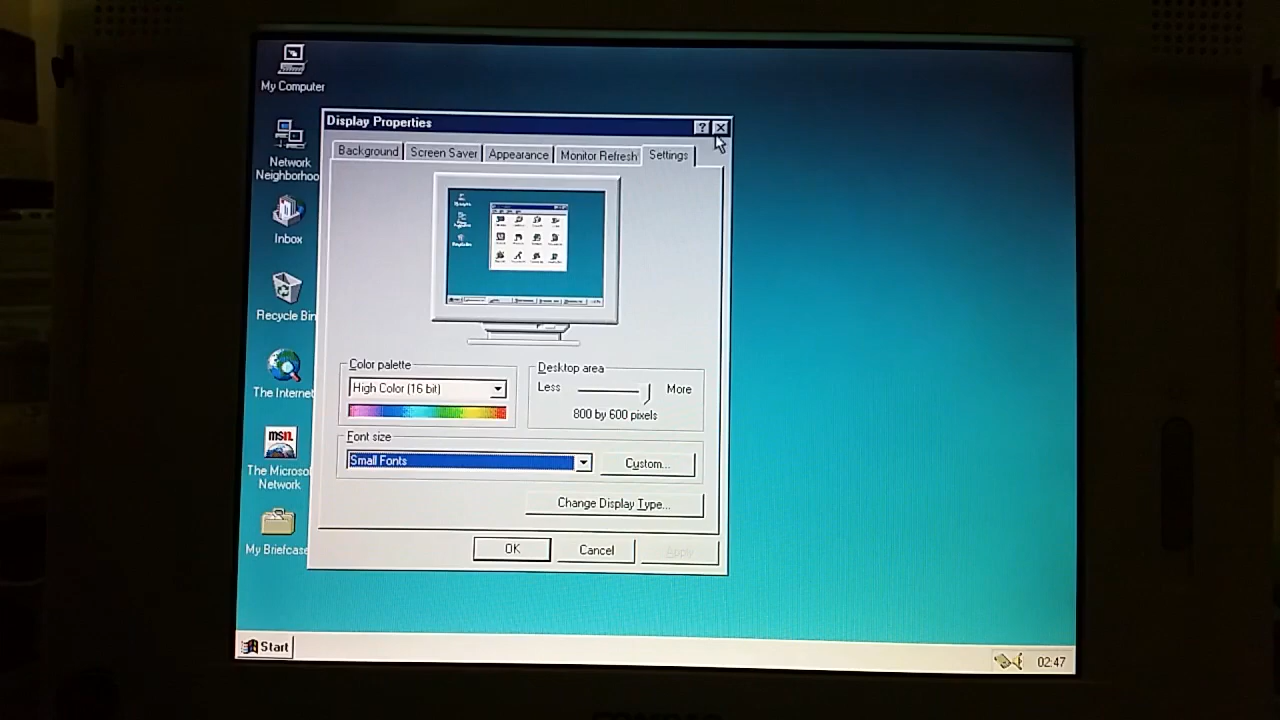 My Computer
Network
Neighborhoo
Inbox
Recycle Bin
The Internet
msn
The Microsof
Network
My Briefcase
Display Properties
Background
Screen Saver
Appearance
Monitor Refresh
Settings
Color palette
High Color (16 bit)
Desktop area
Less
More
800 by 600 pixels
Font size
Small Fonts
Custom...
Change Display Type...
OK
Cancel
Apply
Start
02:47